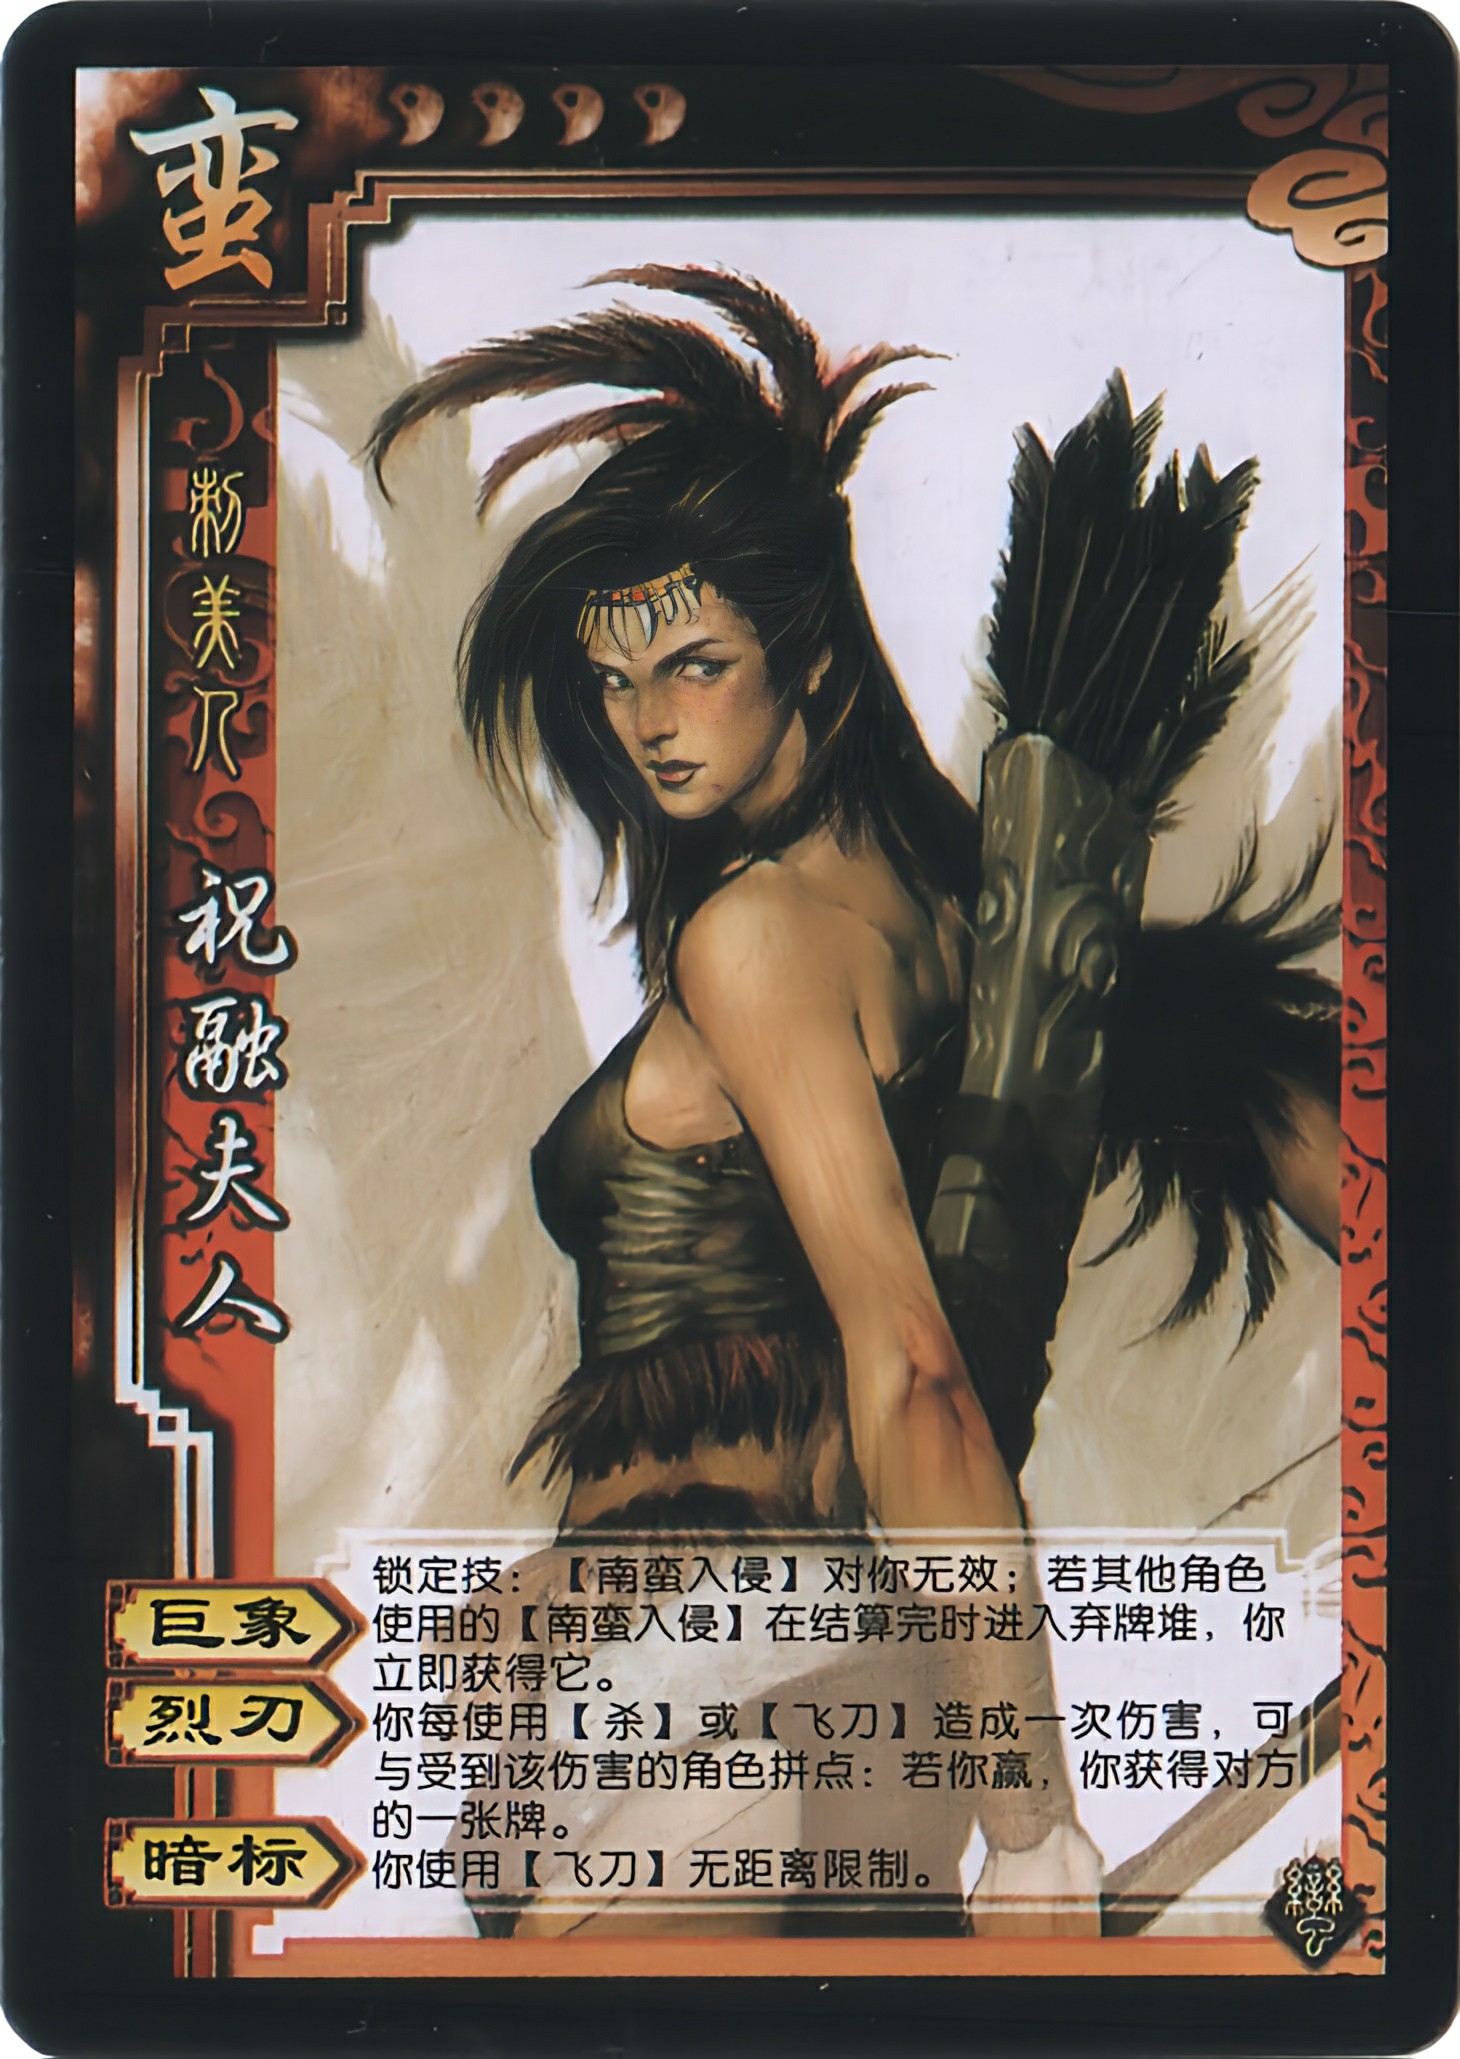 蛮
刺美人
祝融夫人
巨象
锁定技：【南蛮入侵】对你无效；若其他角色
使用的【南蛮入侵】在结算完时进入弃牌堆，你
立即获得它。
烈刃
你每使用【杀】或【飞刀】造成一次伤害，可
与受到该伤害的角色拼点：若你赢，你获得对方
的一张牌。
暗标
你使用【飞刀】无距离限制。
蠻